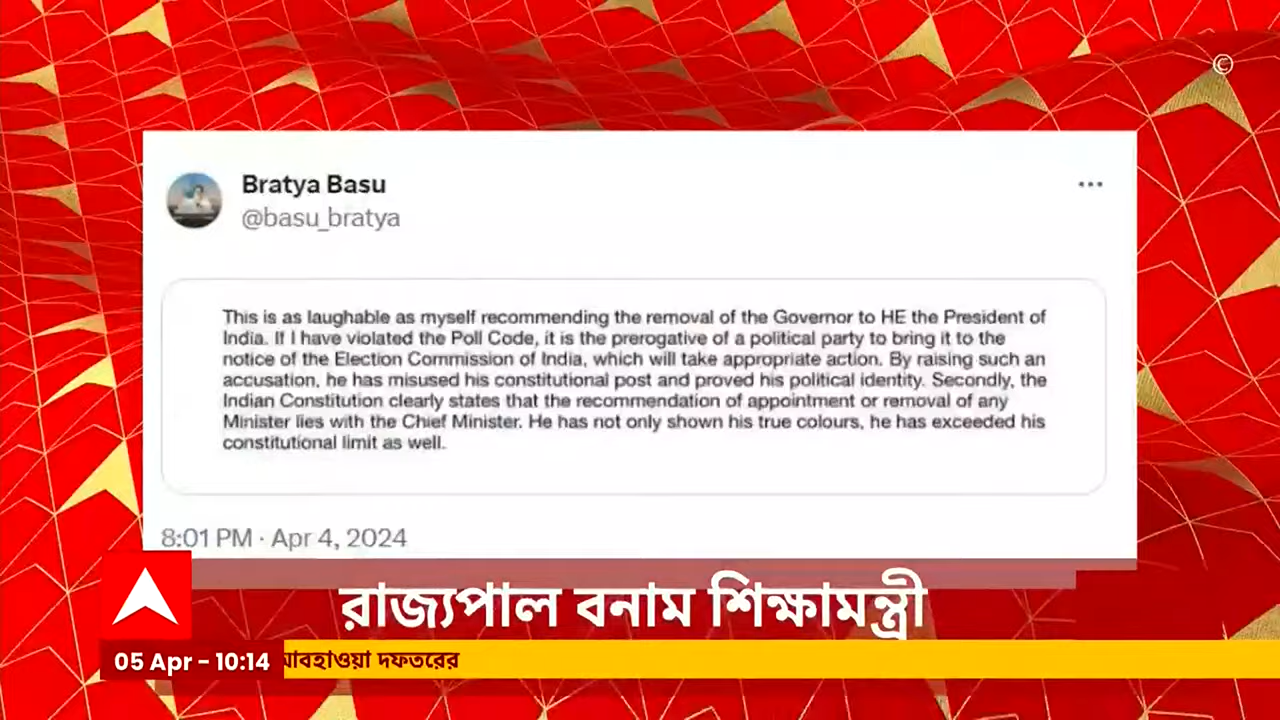 ©
Bratya Basu
@basu_bratya
This is as laughable as myself recommending the removal of the Governor to HE the President of
India. If I have violated the Poll Code, it is the prerogative of a political party to bring it to the
notice of the Election Commission of India, which will take appropriate action. By raising such an
accusation, he has misused his constitutional post and proved his political identity. Secondly, the
Indian Constitution clearly states that the recommendation of appointment or removal of any
Minister lies with the Chief Minister. He has not only shown his true colours, he has exceeded his
constitutional limit as well.
8:01 PM · Apr 4, 2024
রাজ্যপাল বনাম শিক্ষামন্ত্রী
05 Apr - 10:14
আবহাওয়া দফতরের